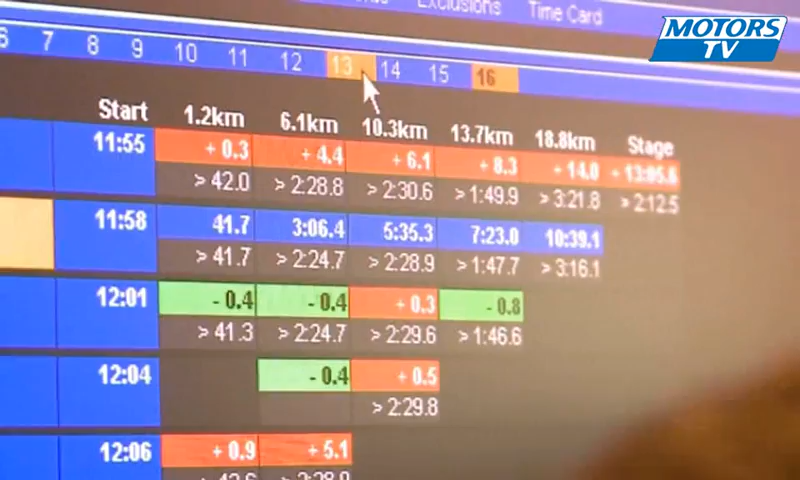 Exclusions Time Card
MOTORS
TV
7 8 9 10 11 12 13 14 15 16
Start 1.2km 6.1km 10.3km 13.7km 18.8km Stage
11:55 + 0.3 + 4.4 + 6.1 + 8.3 + 14.0 + 13:05.6
> 42.0 > 2:28.8 > 2:30.6 > 1:49.9 > 3:21.8 > 2:12.5
11:58 41.7 3:06.4 5:35.3 7:23.0 10:39.1
> 41.7 > 2:24.7 > 2:28.9 > 1:47.7 > 3:16.1
12:01 - 0.4 - 0.4 + 0.3 - 0.8
> 41.3 > 2:24.7 > 2:29.6 > 1:46.6
12:04 - 0.4 + 0.5
> 2:29.8
12:06 + 0.9 + 5.1